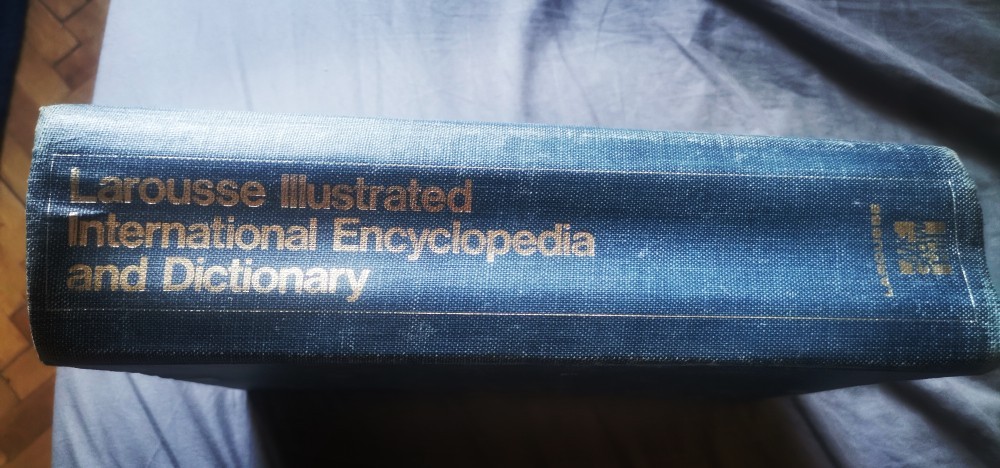 Larousse Illustrated
International Encyclopedia
and Dictionary
LAROUSSE